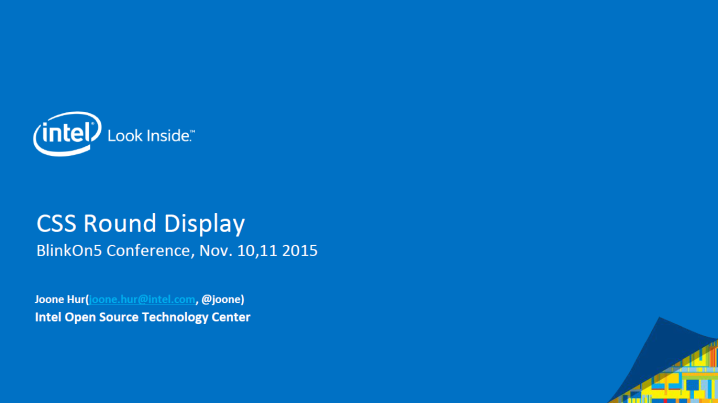 intel® Look Inside.™
CSS Round Display
BlinkOn5 Conference, Nov. 10,11 2015
Joone Hur(joone.hur@intel.com, @joone)
Intel Open Source Technology Center